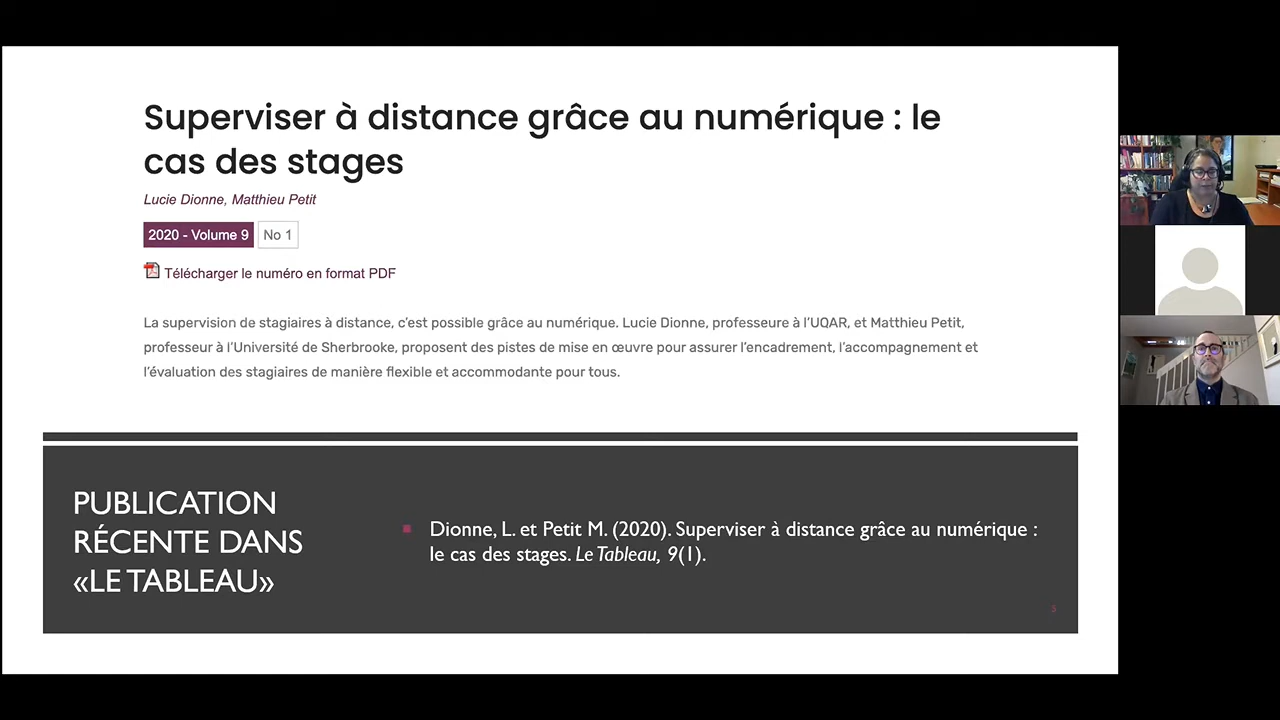 Superviser à distance grâce au numérique : le
cas des stages
Lucie Dionne, Matthieu Petit
2020 - Volume 9 No 1
Télécharger le numéro en format PDF
La supervision de stagiaires à distance, c'est possible grâce au numérique. Lucie Dionne, professeure à l'UQAR, et Matthieu Petit,
professeur à l'Université de Sherbrooke, proposent des pistes de mise en œuvre pour assurer l'encadrement, l'accompagnement et
l'évaluation des stagiaires de manière flexible et accommodante pour tous.
PUBLICATION
RÉCENTE DANS
«LE TABLEAU»
Dionne, L. et Petit M. (2020). Superviser à distance grâce au numérique :
le cas des stages. Le Tableau, 9(1).